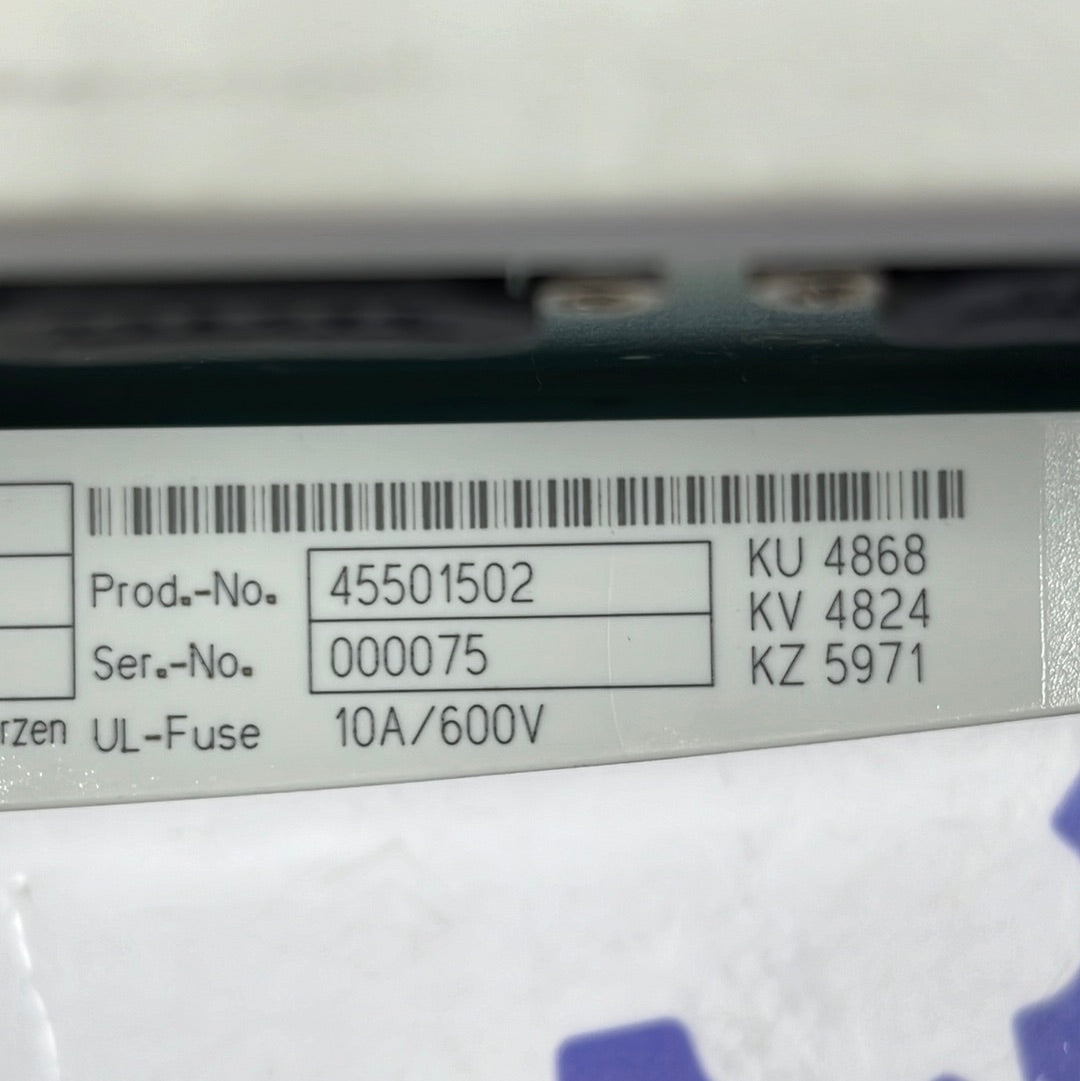 Prod.-No. 45501502
Ser.-No. 000075
rzen UL-Fuse 10A/600V
KU 4868
KV 4824
KZ 5971